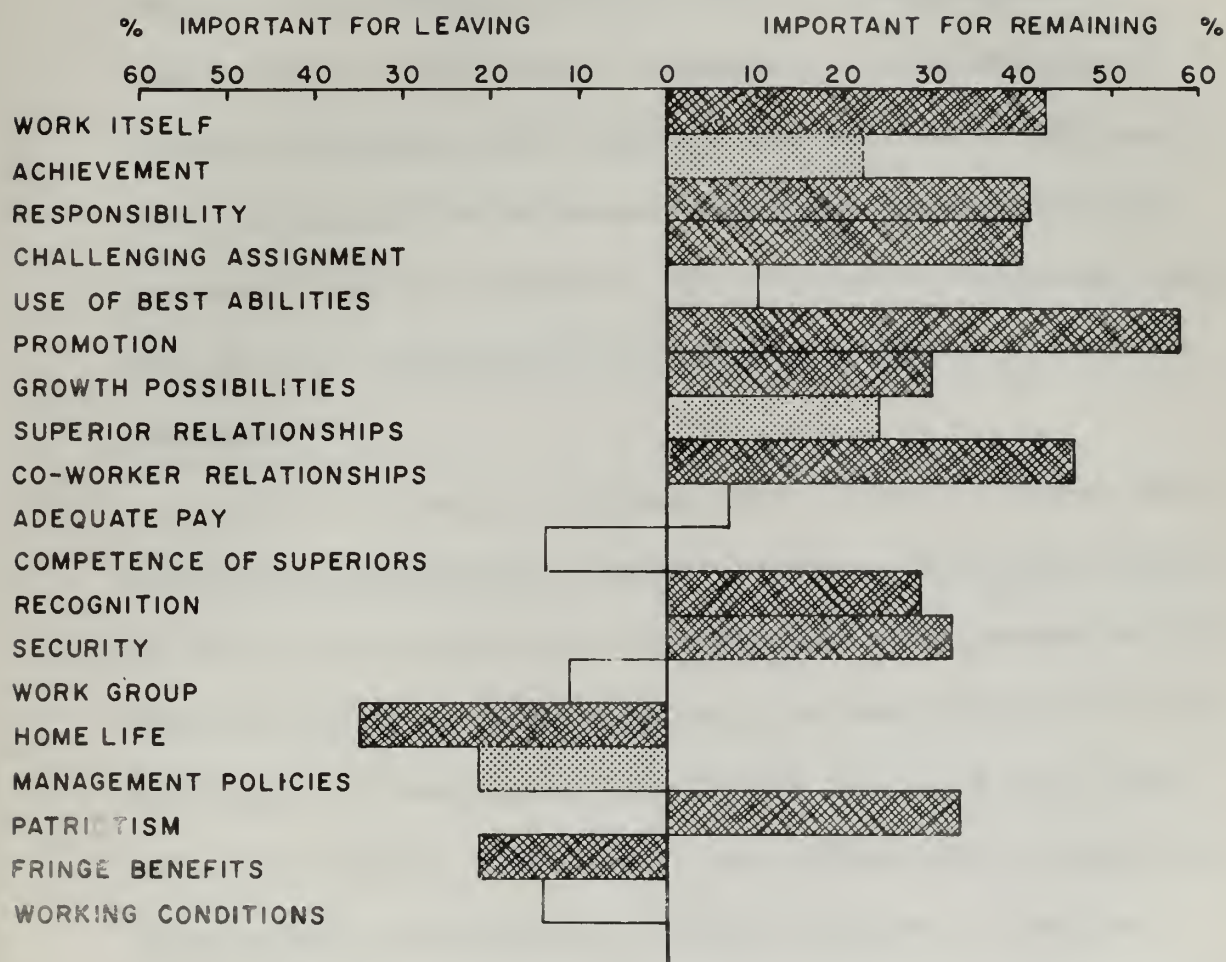 % IMPORTANT FOR LEAVING IMPORTANT FOR REMAINING %
60 50 40 30 20 10 0 10 20 30 40 50 60
WORK ITSELF
ACHIEVEMENT
RESPONSIBILITY
CHALLENGING ASSIGNMENT
USE OF BEST ABILITIES
PROMOTION
GROWTH POSSIBILITIES
SUPERIOR RELATIONSHIPS
CO-WORKER RELATIONSHIPS
ADEQUATE PAY
COMPETENCE OF SUPERIORS
RECOGNITION
SECURITY
WORK GROUP
HOME LIFE
MANAGEMENT POLICIES
PATRIOTISM
FRINGE BENEFITS
WORKING CONDITIONS